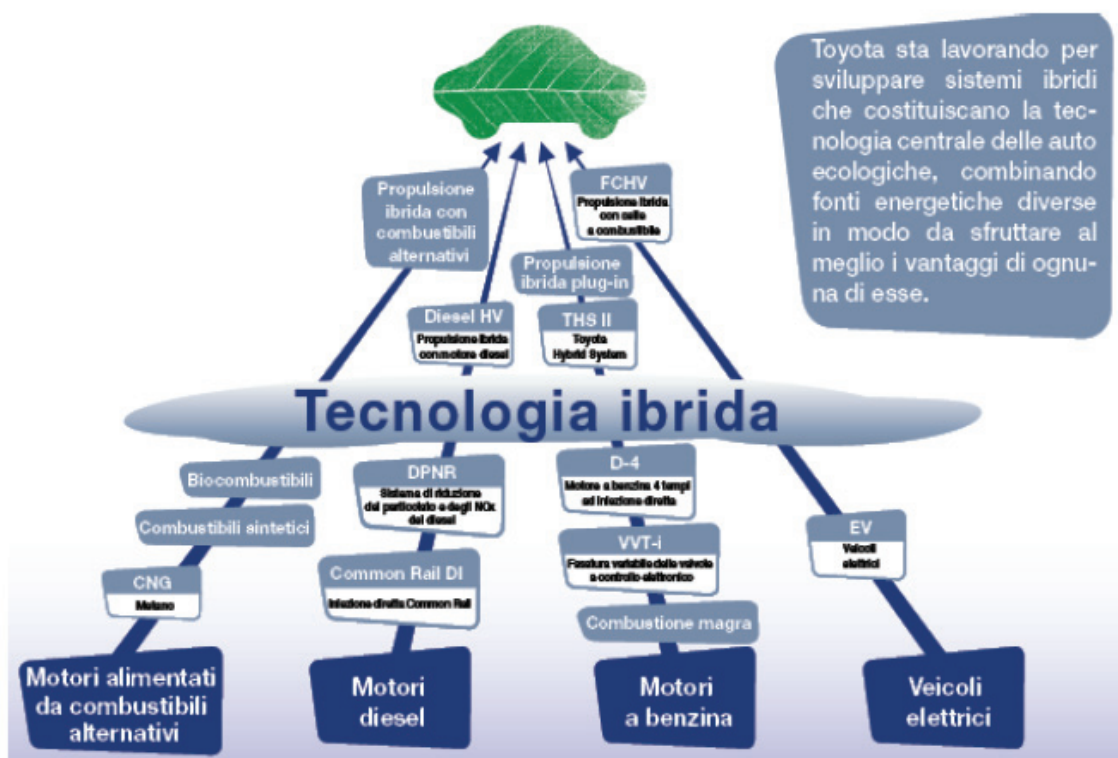 Toyota sta lavorando per
sviluppare sistemi ibridi
che costituiscano la tec-
nologia centrale delle auto
ecologiche, combinando
fonti energetiche diverse
in modo da sfruttare al
meglio i vantaggi di ognu-
na di esse.
Propulsione
ibrida con
combustibili
alternativi
FCHV
Propulsione ibrida
con celle
a combustibile
Propulsione
ibrida plug-in
Diesel HV
Propulsione ibrida
con motore diesel
THS II
Toyota
Hybrid System
Tecnologia ibrida
Biocombustibili
Combustibili sintetici
CNG
Metano
DPNR
Sistema di riduzione
del particolato e degli NOx
del diesel
Common Rail DI
Iniezione diretta Common Rail
D-4
Motore a benzina 4 tempi
ad iniezione diretta
VVT-i
Fasatura variabile delle valvole
a controllo elettronico
Combustione magra
EV
Veicoli
elettrici
Motori alimentati
da combustibili
alternativi
Motori
diesel
Motori
a benzina
Veicoli
elettrici